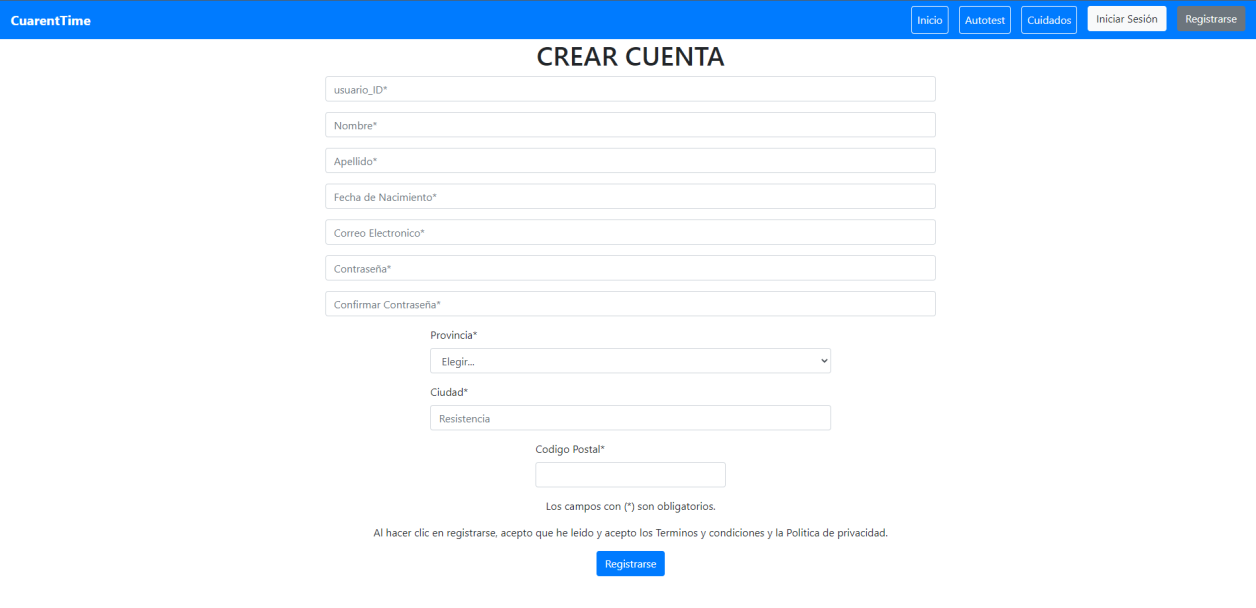 CuarentTime Inicio Autotest Cuidados Iniciar Sesión Registrarse
CREAR CUENTA
usuario_ID*
Nombre*
Apellido*
Fecha de Nacimiento*
Correo Electronico*
Contraseña*
Confirmar Contraseña*
Provincia*
Elegir...
Ciudad*
Resistencia
Codigo Postal*
Los campos con (*) son obligatorios.
Al hacer clic en registrarse, acepto que he leido y acepto los Terminos y condiciones y la Politica de privacidad.
Registrarse